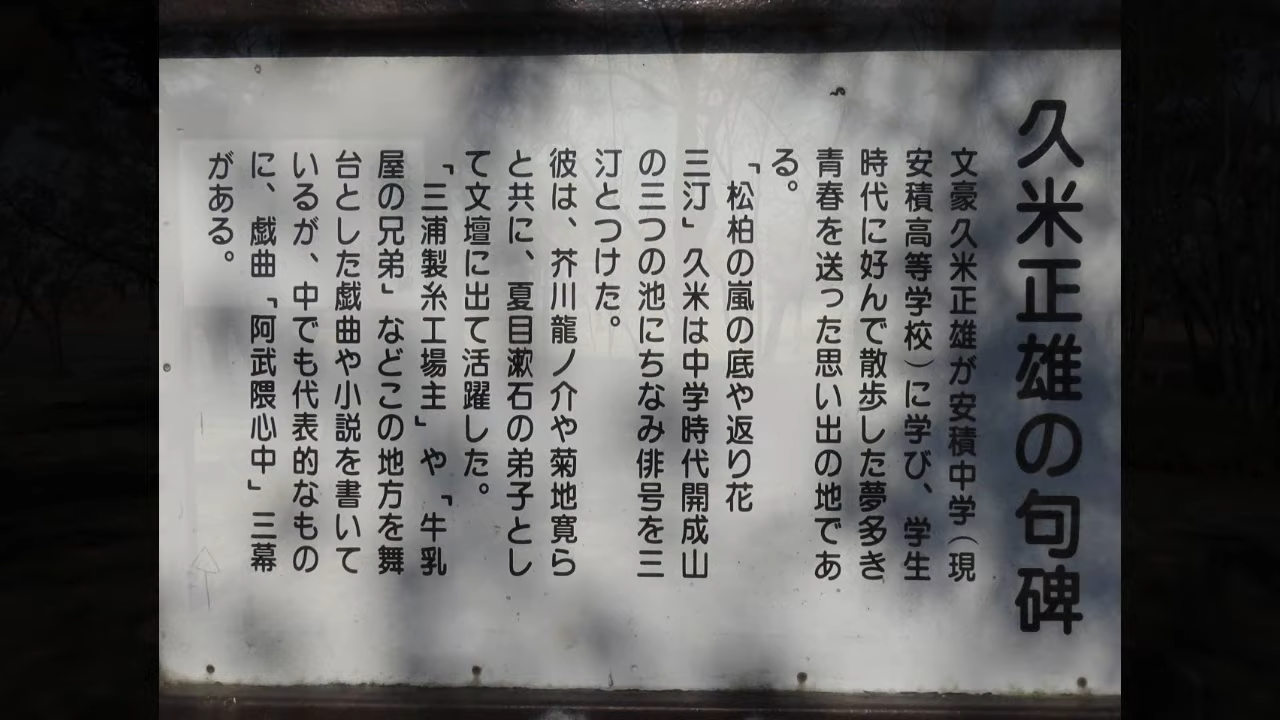 久米正雄の句碑
文豪久米正雄が安積中学（現
安積高等学校）に学び、学生
時代に好んで散歩した夢多き
青春を送った思い出の地であ
る。
「松柏の嵐の底や返り花
三汀」久米は中学時代開成山
の三つの池にちなみ俳号を三
汀とつけた。
彼は、芥川龍ノ介や菊地寛ら
と共に、夏目漱石の弟子とし
て文壇に出て活躍した。
「三浦製糸工場主」や「牛乳
屋の兄弟」などこの地方を舞
台とした戯曲や小説を書いて
いるが、中でも代表的なもの
に、戯曲「阿武隈心中」三幕
がある。